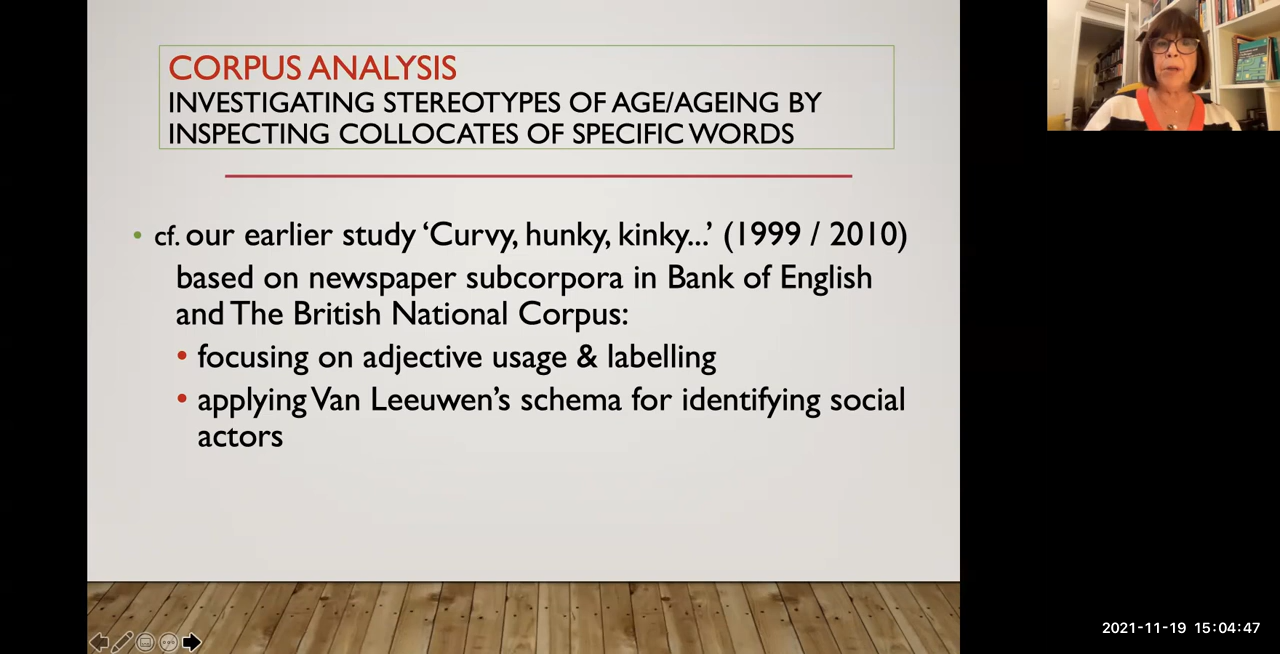 CORPUS ANALYSIS
INVESTIGATING STEREOTYPES OF AGE/AGEING BY
INSPECTING COLLOCATES OF SPECIFIC WORDS
• cf. our earlier study ‘Curvy, hunky, kinky...’ (1999 / 2010)
based on newspaper subcorpora in Bank of English
and The British National Corpus:
• focusing on adjective usage & labelling
• applying Van Leeuwen’s schema for identifying social
actors
2021-11-19 15:04:47